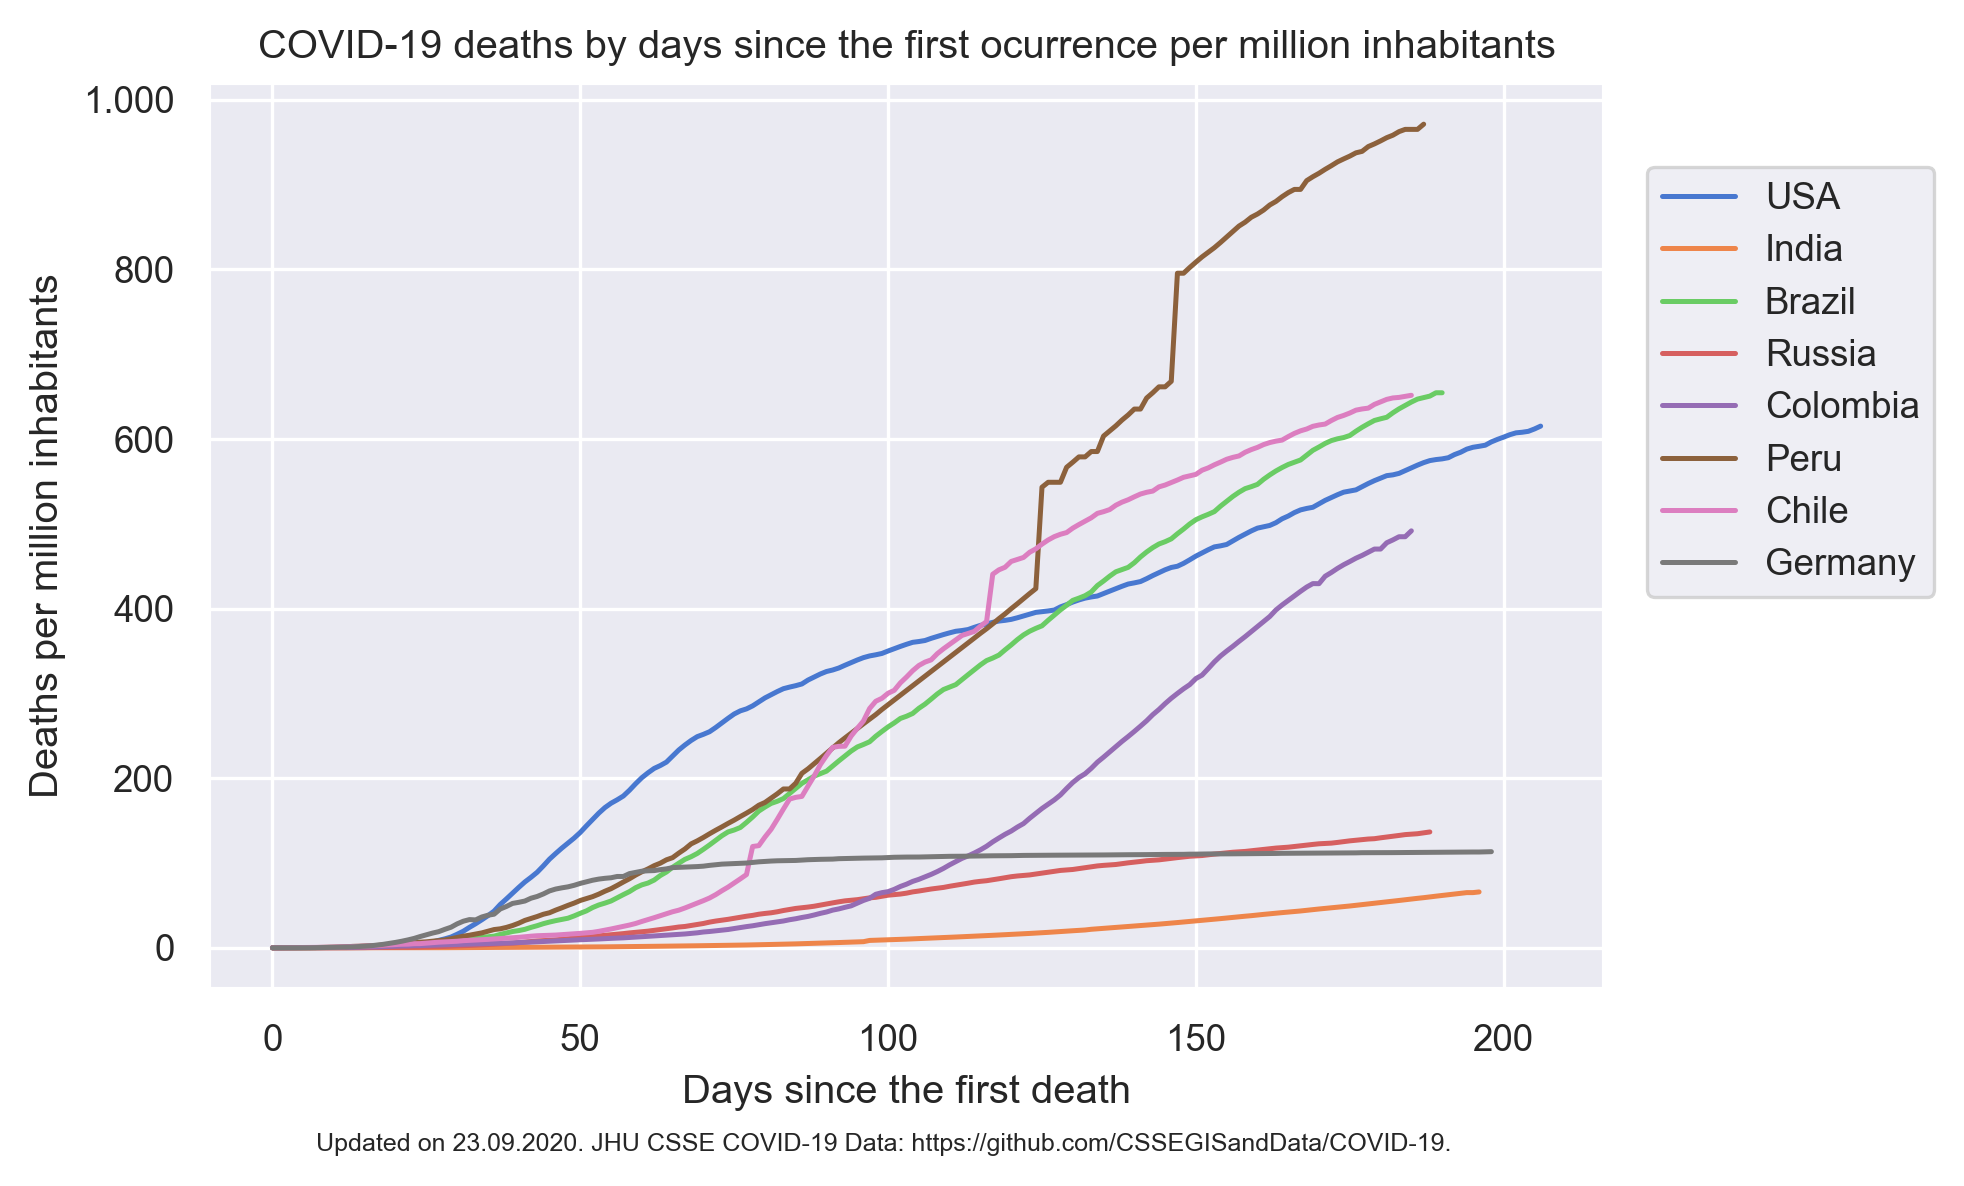 COVID-19 deaths by days since the first ocurrence per million inhabitants
Deaths per million inhabitants
1.000
800
600
400
200
0
0 50 100 150 200
Days since the first death
Updated on 23.09.2020. JHU CSSE COVID-19 Data: https://github.com/CSSEGISandData/COVID-19.
USA
India
Brazil
Russia
Colombia
Peru
Chile
Germany